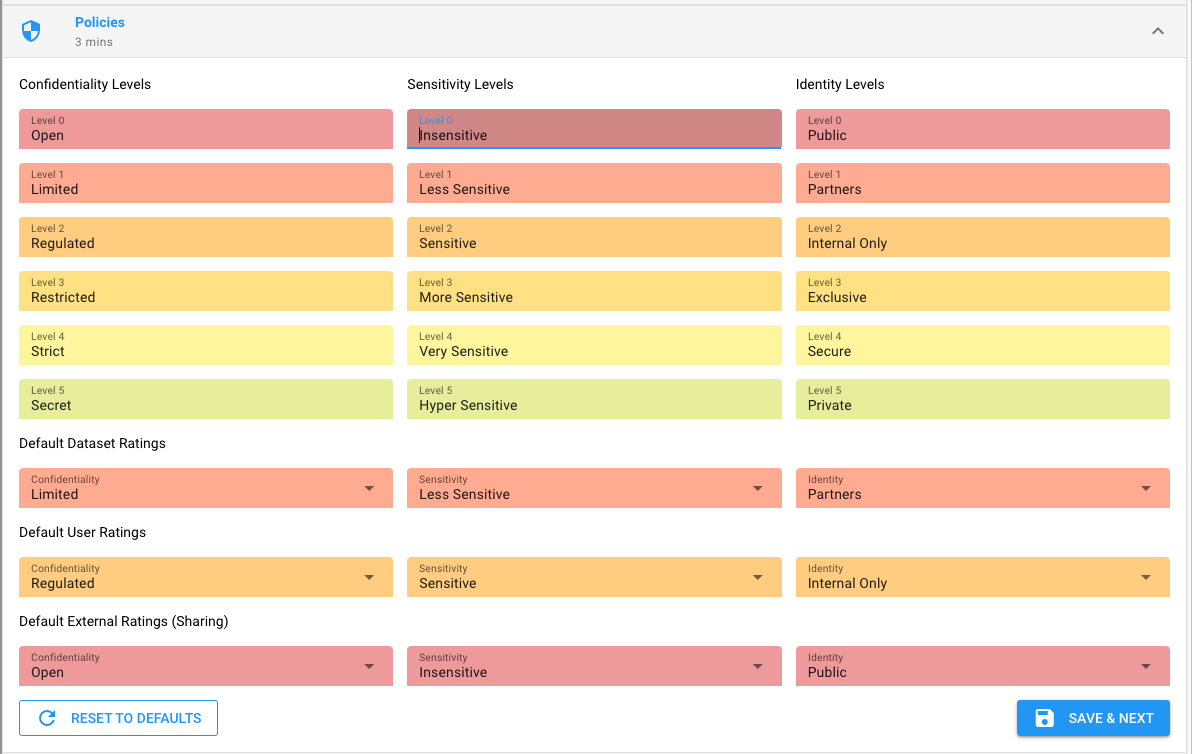 Policies
3 mins
Confidentiality Levels
Sensitivity Levels
Identity Levels
Level 0
Open
Level 0
Insensitive
Level 0
Public
Level 1
Limited
Level 1
Less Sensitive
Level 1
Partners
Level 2
Regulated
Level 2
Sensitive
Level 2
Internal Only
Level 3
Restricted
Level 3
More Sensitive
Level 3
Exclusive
Level 4
Strict
Level 4
Very Sensitive
Level 4
Secure
Level 5
Secret
Level 5
Hyper Sensitive
Level 5
Private
Default Dataset Ratings
Confidentiality
Limited
Sensitivity
Less Sensitive
Identity
Partners
Default User Ratings
Confidentiality
Regulated
Sensitivity
Sensitive
Identity
Internal Only
Default External Ratings (Sharing)
Confidentiality
Open
Sensitivity
Insensitive
Identity
Public
RESET TO DEFAULTS
SAVE & NEXT